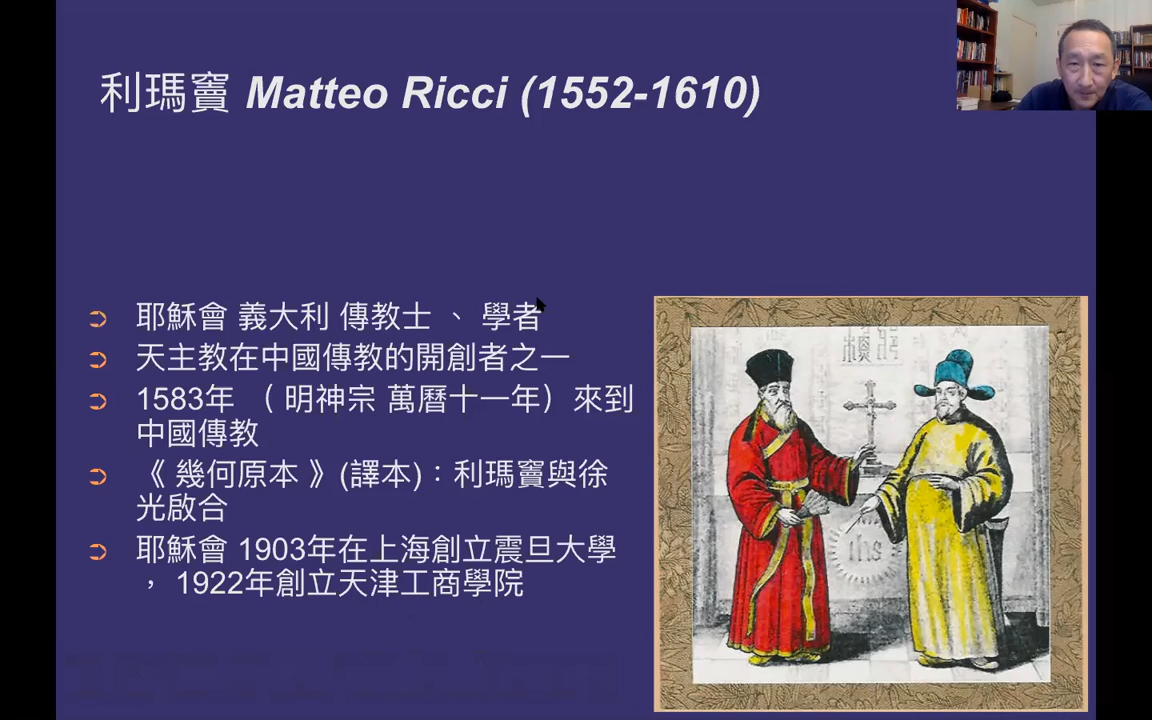 利瑪竇 Matteo Ricci (1552-1610)
耶穌會 義大利 傳教士 、 學者
天主教在中國傳教的開創者之一
1583年 （ 明神宗 萬曆十一年） 來到
中國傳教
《 幾何原本 》(譯本)：利瑪竇與徐
光啟合
耶穌會 1903年在上海創立震旦大學
， 1922年創立天津工商學院
ihs